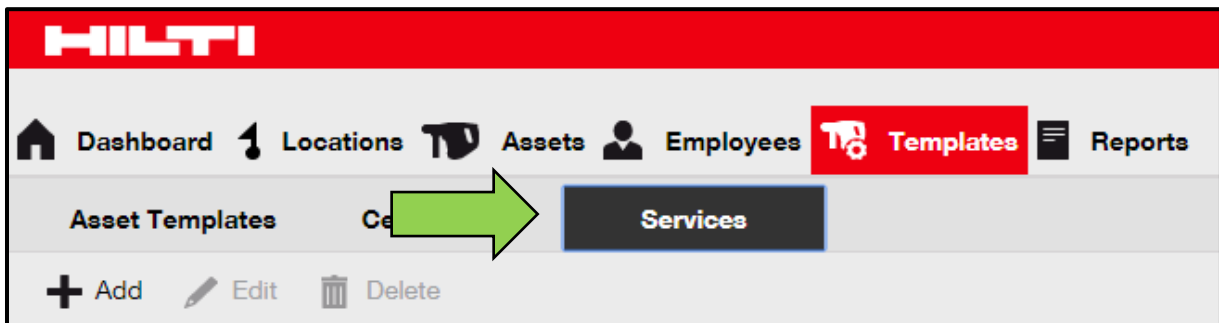 HILTI
Dashboard Locations Assets Employees Templates Reports
Asset Templates Services
Add Edit Delete